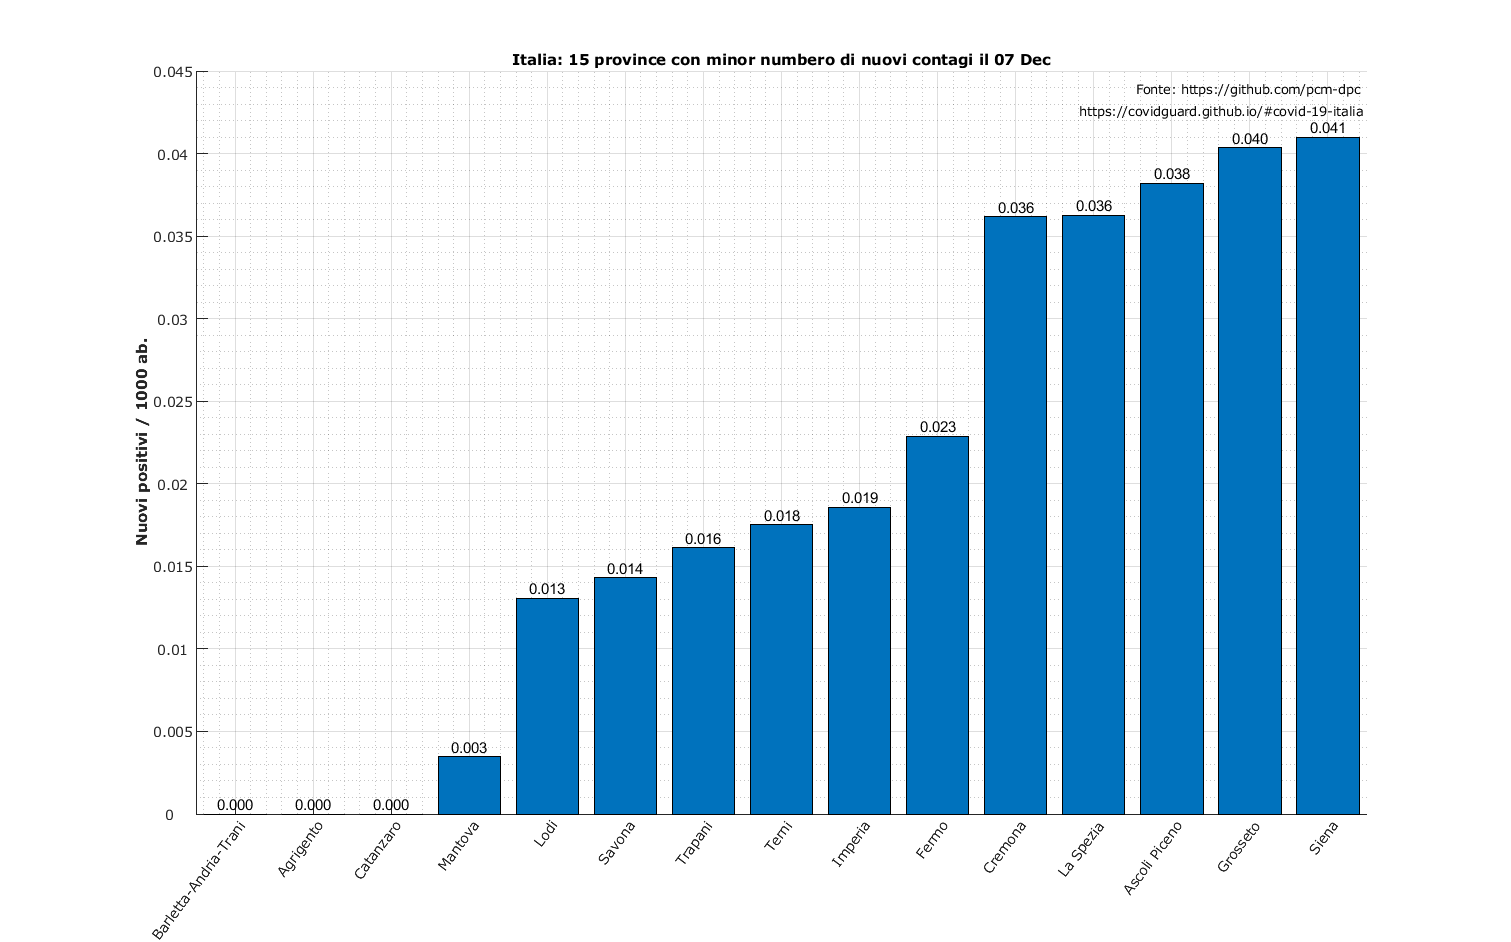 Italia: 15 province con minor numbero di nuovi contagi il 07 Dec
Fonte: https://github.com/pcm-dpc
https://covidguard.github.io/#covid-19-italia
Nuovi positivi / 1000 ab.
0.045
0.04
0.035
0.03
0.025
0.02
0.015
0.01
0.005
0
0.000
0.000
0.000
0.003
0.013
0.014
0.016
0.018
0.019
0.023
0.036
0.036
0.038
0.040
0.041
Barletta-Andria-Trani
Agrigento
Catanzaro
Mantova
Lodi
Savona
Trapani
Terni
Imperia
Fermo
Cremona
La Spezia
Ascoli Piceno
Grosseto
Siena